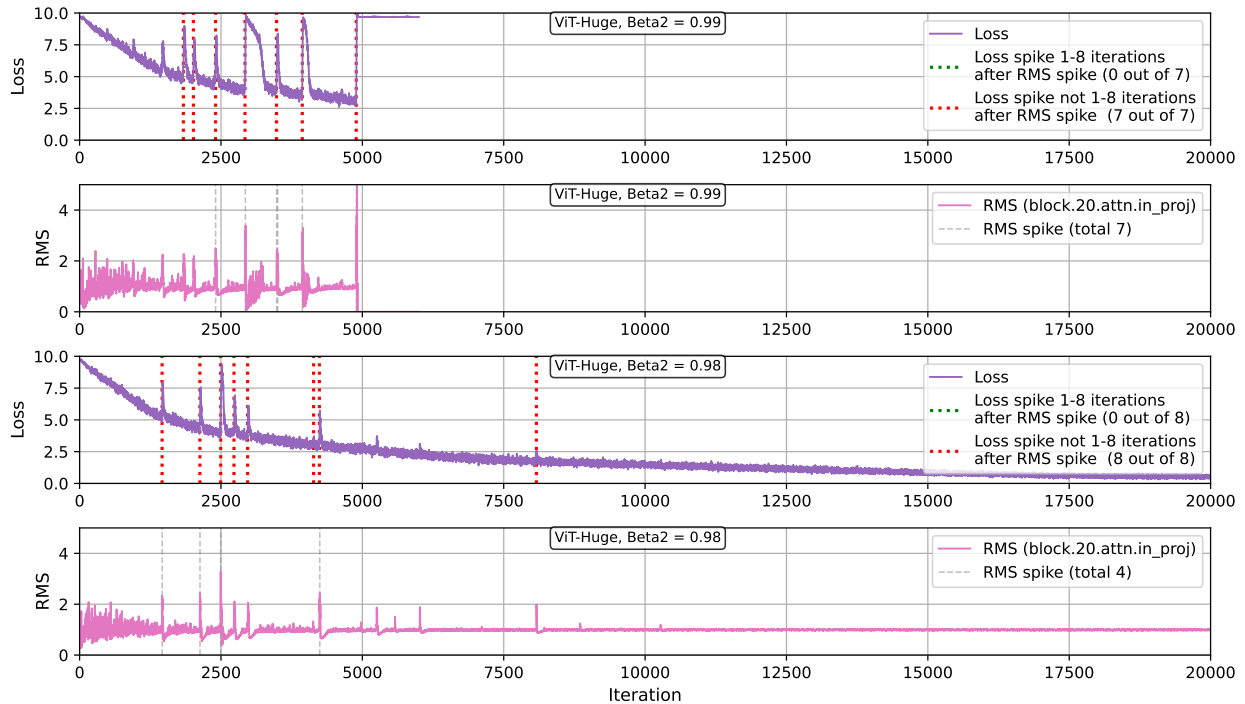 ViT-Huge, Beta2 = 0.99
Loss
10.0
7.5
5.0
2.5
0.0
0 2500 5000 7500 10000 12500 15000 17500 20000
Loss
Loss spike 1-8 iterations
after RMS spike (0 out of 7)
Loss spike not 1-8 iterations
after RMS spike  (7 out of 7)
ViT-Huge, Beta2 = 0.99
RMS
4
2
0
0 2500 5000 7500 10000 12500 15000 17500 20000
RMS (block.20.attn.in_proj)
RMS spike (total 7)
ViT-Huge, Beta2 = 0.98
Loss
10.0
7.5
5.0
2.5
0.0
0 2500 5000 7500 10000 12500 15000 17500 20000
Loss
Loss spike 1-8 iterations
after RMS spike (0 out of 8)
Loss spike not 1-8 iterations
after RMS spike  (8 out of 8)
ViT-Huge, Beta2 = 0.98
RMS
4
2
0
0 2500 5000 7500 10000 12500 15000 17500 20000
RMS (block.20.attn.in_proj)
RMS spike (total 4)
Iteration